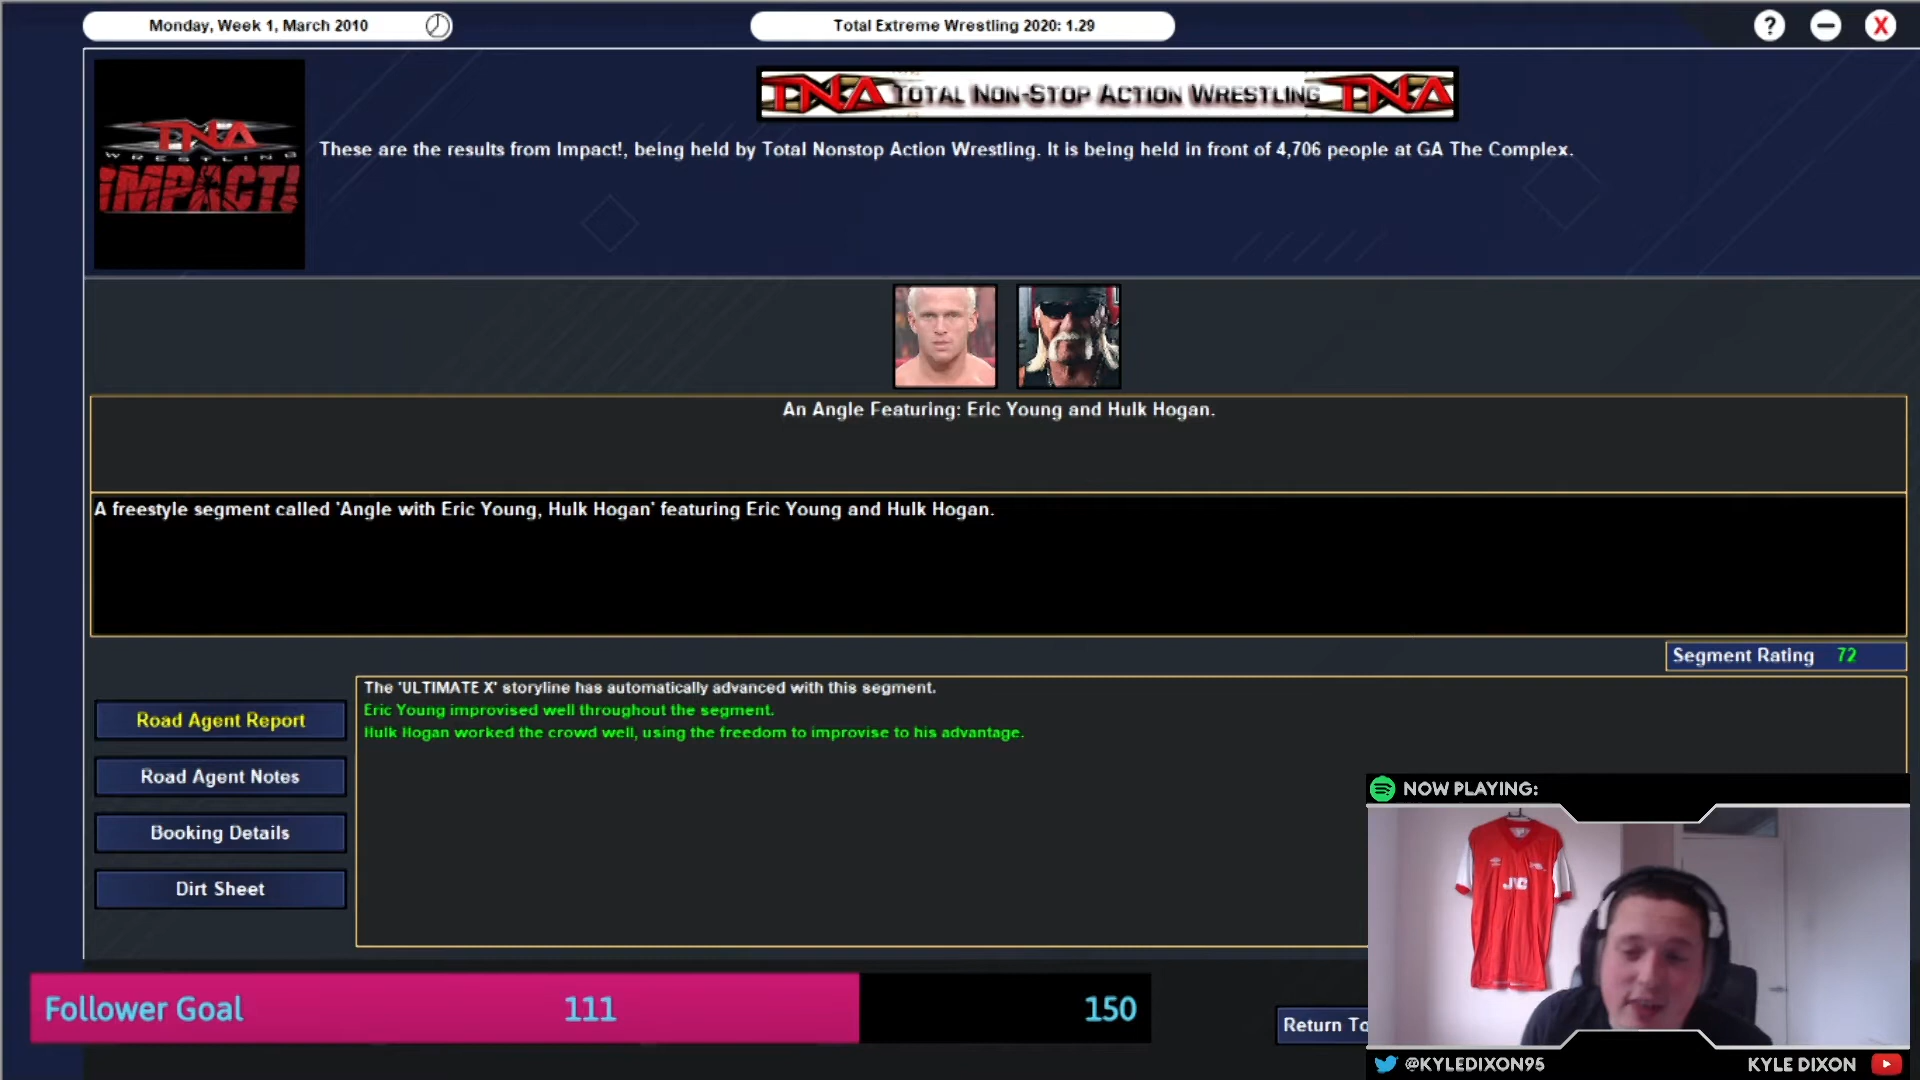 Monday, Week 1, March 2010
Total Extreme Wrestling 2020: 1.29
?
X
TNA
WRESTLING
iMPACT!
TNA TOTAL NON-STOP ACTION WRESTLING TNA
These are the results from Impact!, being held by Total Nonstop Action Wrestling. It is being held in front of 4,706 people at GA The Complex.
An Angle Featuring: Eric Young and Hulk Hogan.
A freestyle segment called 'Angle with Eric Young, Hulk Hogan' featuring Eric Young and Hulk Hogan.
Segment Rating 72
The 'ULTIMATE X' storyline has automatically advanced with this segment.
Eric Young improvised well throughout the segment.
Hulk Hogan worked the crowd well, using the freedom to improvise to his advantage.
Road Agent Report
Road Agent Notes
Booking Details
Dirt Sheet
NOW PLAYING:
JVC
Follower Goal 111 150
Return To
@KYLEDIXON95 KYLE DIXON